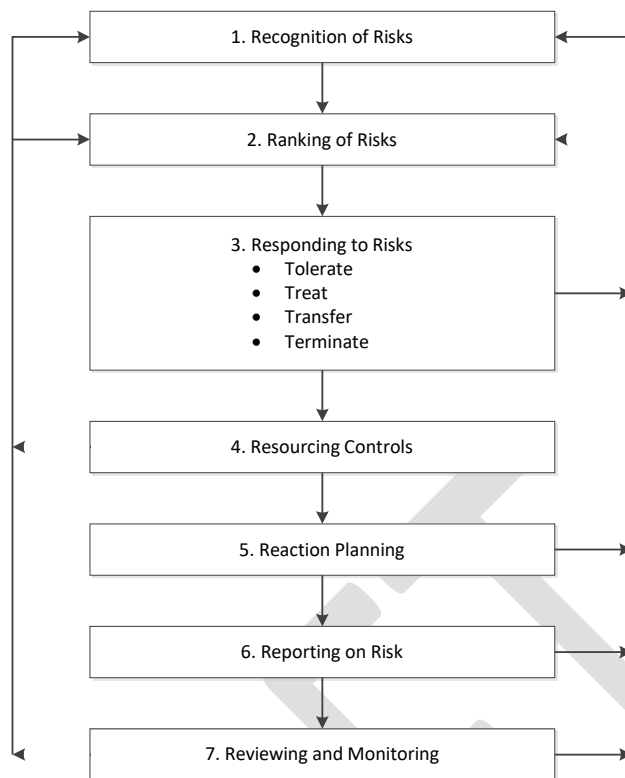 1. Recognition of Risks
2. Ranking of Risks
3. Responding to Risks
● Tolerate
● Treat
● Transfer
● Terminate
4. Resourcing Controls
5. Reaction Planning
6. Reporting on Risk
7. Reviewing and Monitoring